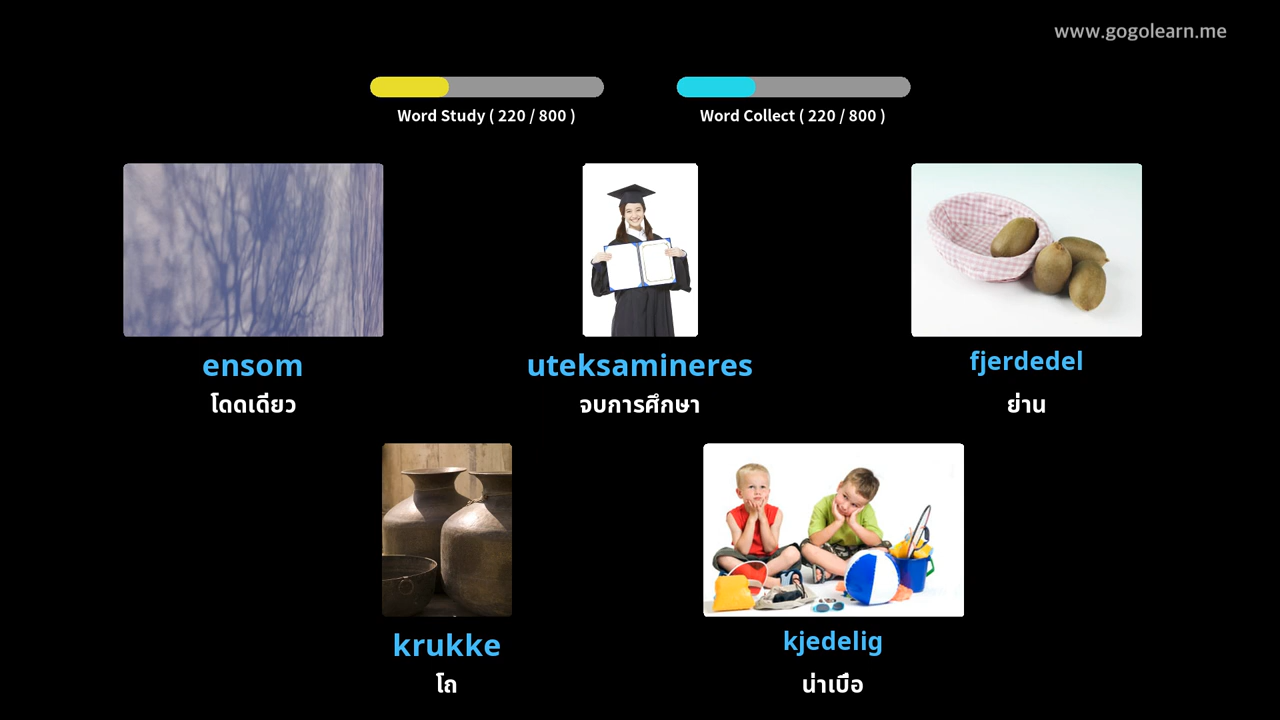 www.gogolearn.me
Word Study ( 220 / 800 )
Word Collect ( 220 / 800 )
ensom
โดดเดี่ยว
uteksamineres
จบการศึกษา
fjerdedel
ย่าน
krukke
โถ
kjedelig
น่าเบื่อ